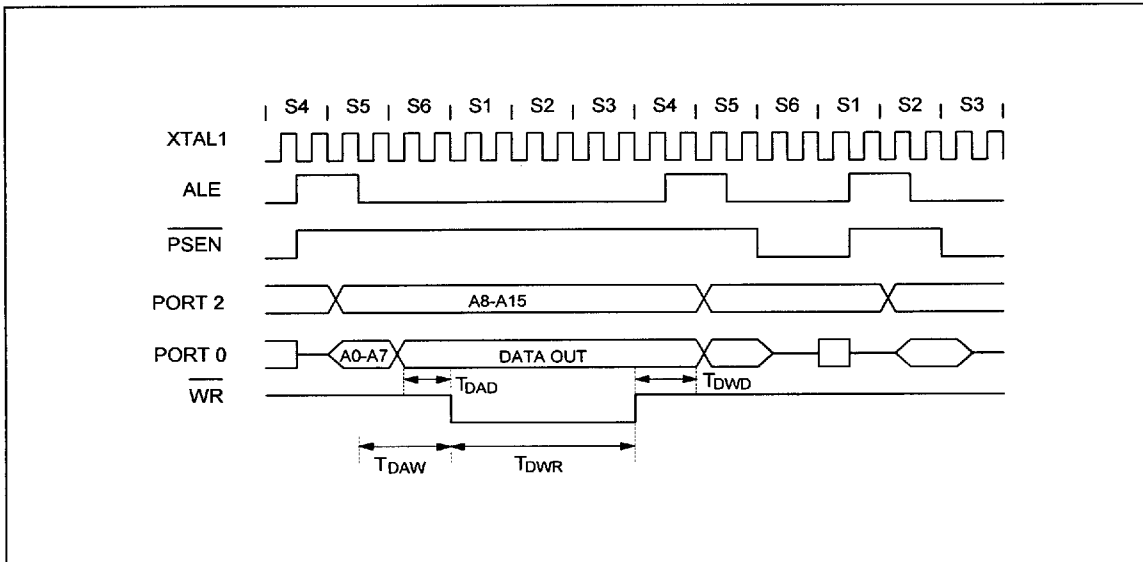 S4 S5 S6 S1 S2 S3 S4 S5 S6 S1 S2 S3
XTAL1
ALE
PSEN
PORT 2
A8-A15
PORT 0
A0-A7
DATA OUT
TDAD
TDWD
WR
TDAW
TDWR